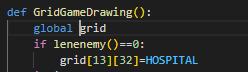 def GridGameDrawing():
    global grid
    if lenenemy()==0:
        grid[13][32]=HOSPITAL